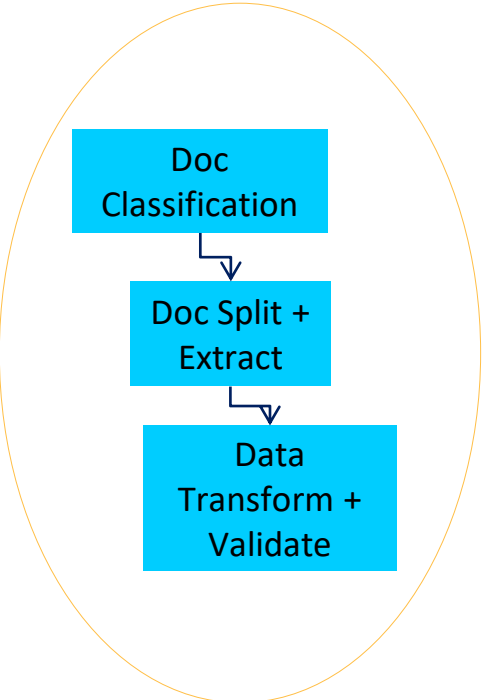 Doc
Classification
Doc Split +
Extract
Data
Transform +
Validate